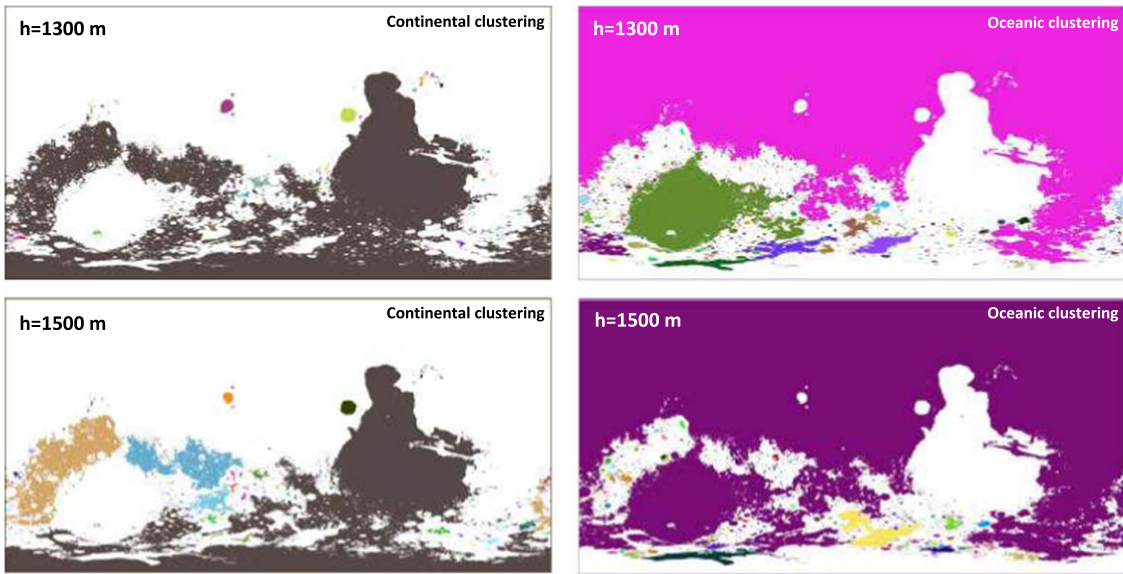 h=1300 m
Continental clustering
h=1300 m
Oceanic clustering
h=1500 m
Continental clustering
h=1500 m
Oceanic clustering